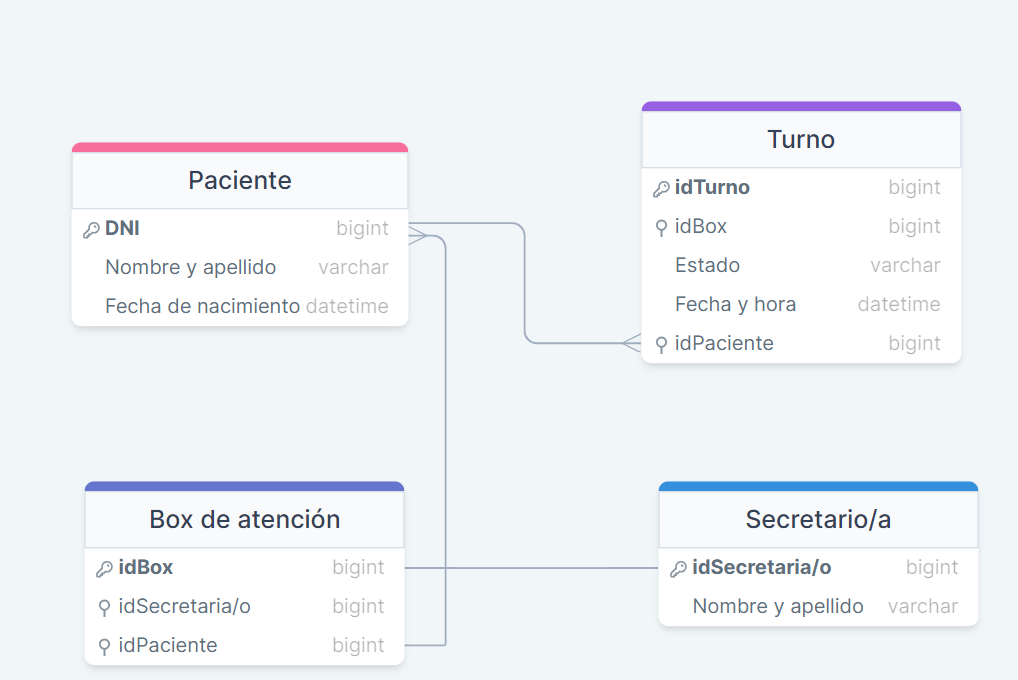 Paciente
DNI bigint
Nombre y apellido varchar
Fecha de nacimiento datetime
Turno
idTurno bigint
idBox bigint
Estado varchar
Fecha y hora datetime
idPaciente bigint
Box de atención
idBox bigint
idSecretaria/o bigint
idPaciente bigint
Secretario/a
idSecretaria/o bigint
Nombre y apellido varchar